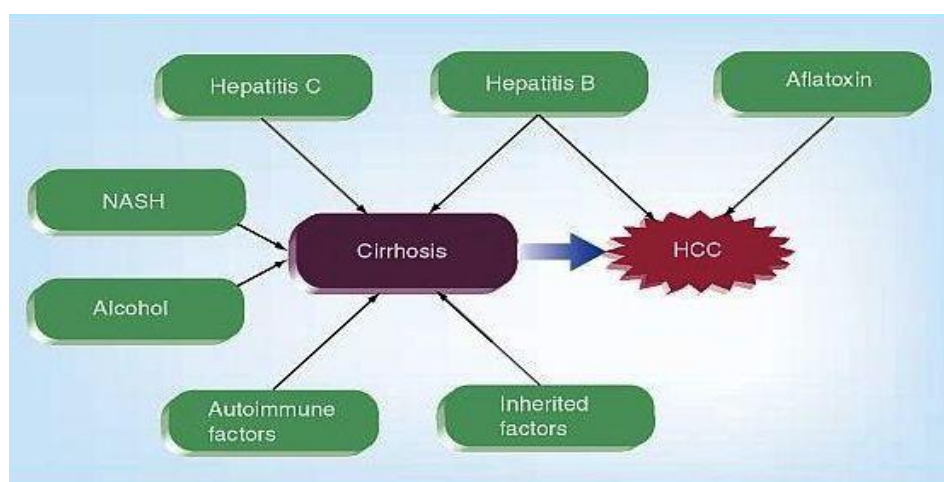 Hepatitis C
Hepatitis B
Aflatoxin
NASH
Cirrhosis
HCC
Alcohol
Autoimmune
factors
Inherited
factors